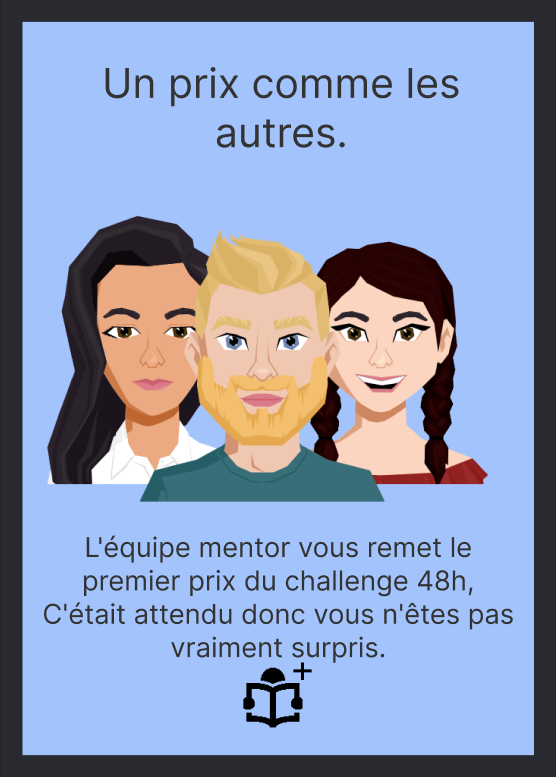 Un prix comme les
autres.
L'équipe mentor vous remet le
premier prix du challenge 48h,
C'était attendu donc vous n'êtes pas
vraiment surpris.
+